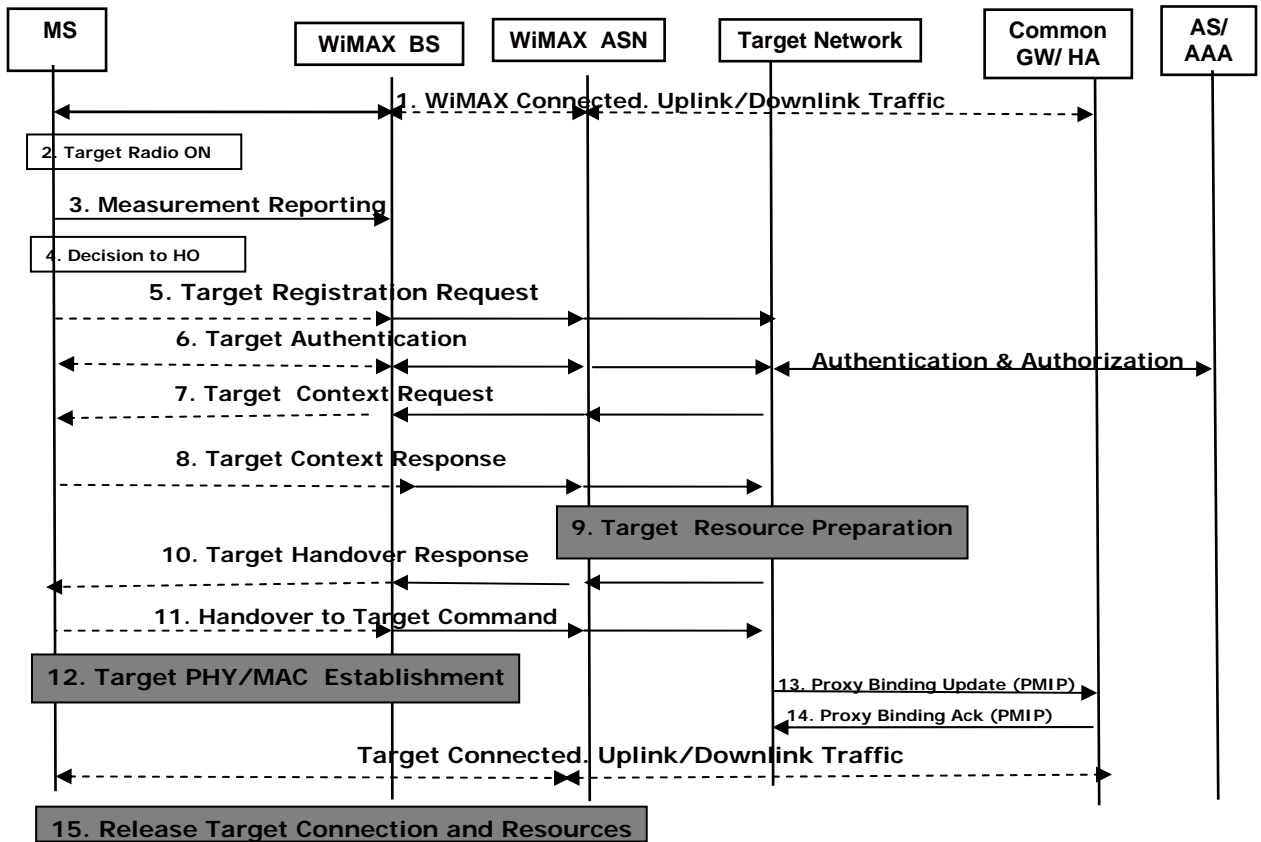 MS
WiMAX BS
WiMAX ASN
Target Network
Common
GW/ HA
AS/
AAA
1. WiMAX Connected. Uplink/Downlink Traffic
2. Target Radio ON
3. Measurement Reporting
4. Decision to HO
5. Target Registration Request
6. Target Authentication
Authentication & Authorization
7. Target Context Request
8. Target Context Response
9. Target Resource Preparation
10. Target Handover Response
11. Handover to Target Command
12. Target PHY/MAC Establishment
13. Proxy Binding Update (PMIP)
14. Proxy Binding Ack (PMIP)
Target Connected. Uplink/Downlink Traffic
15. Release Target Connection and Resources